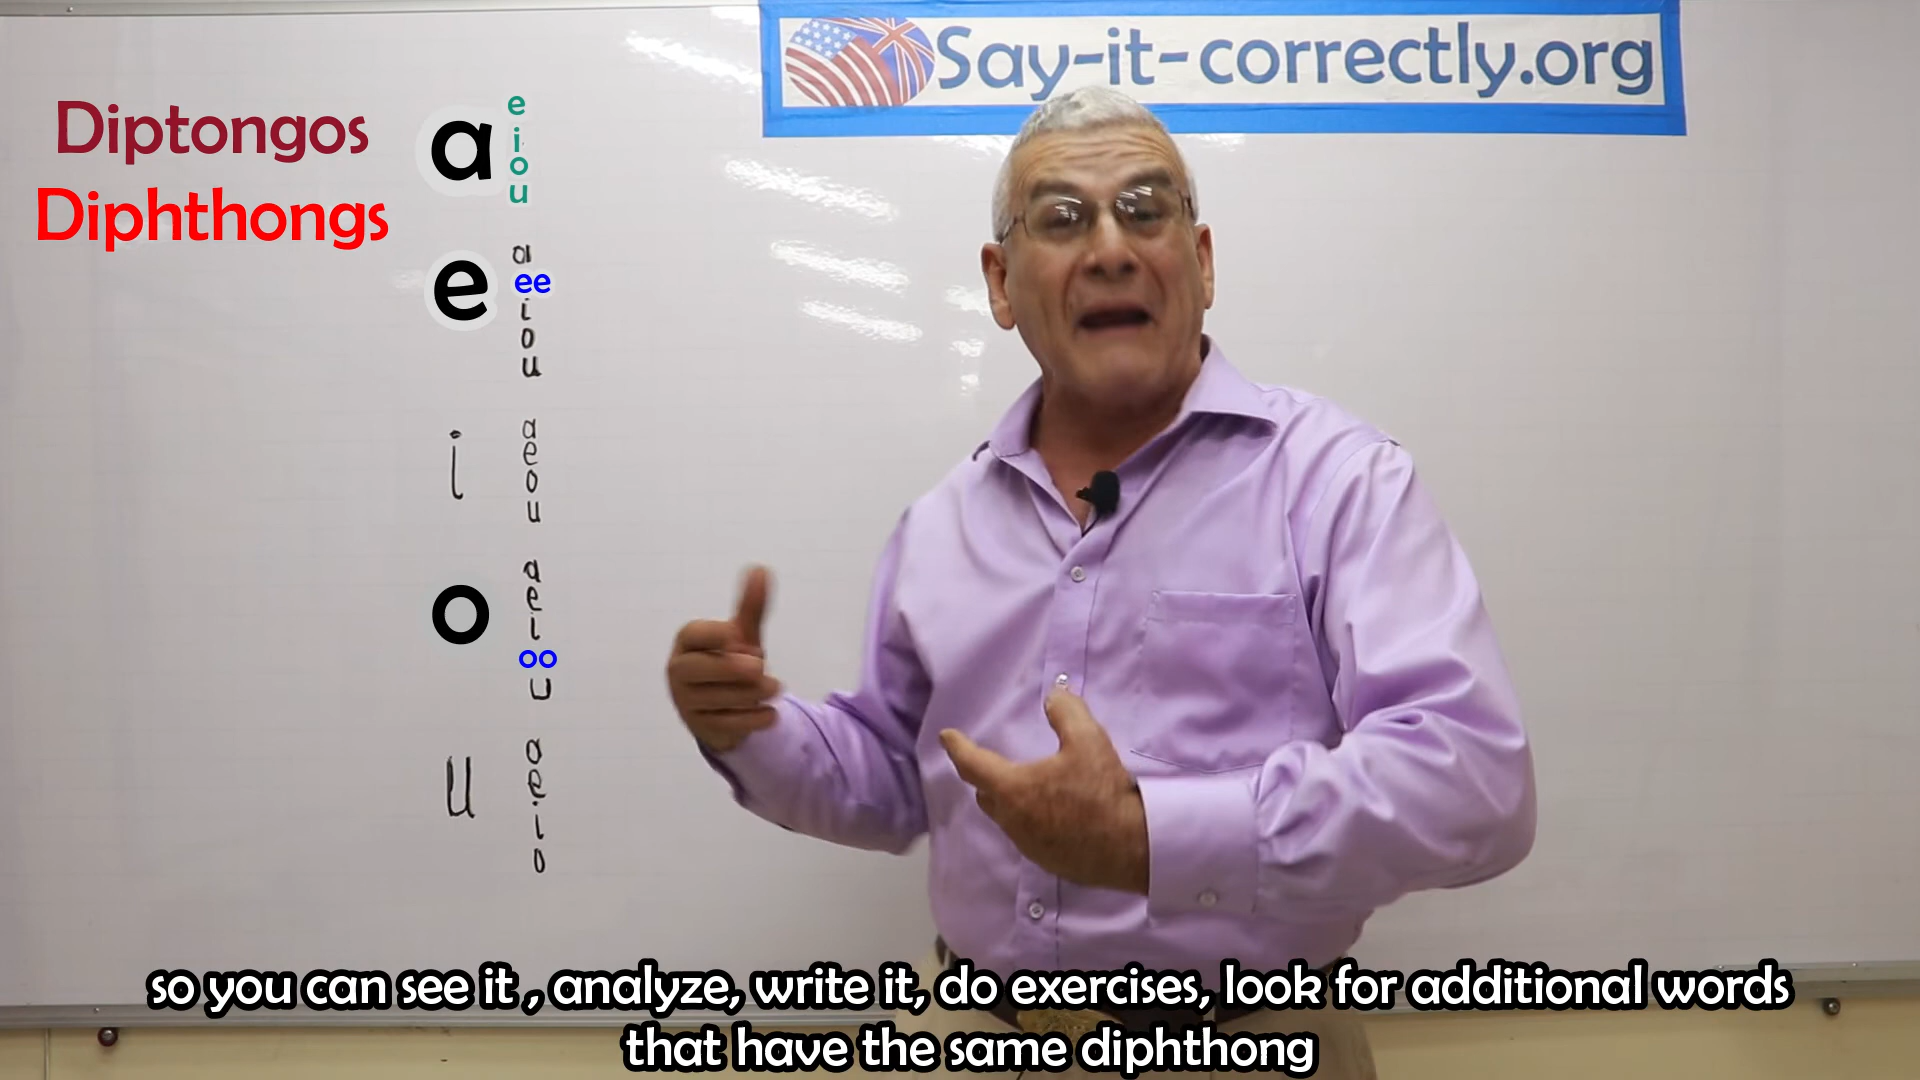 Say-it-correctly.org
Diptongos
Diphthongs
a
e
i
o
u
e
a
ee
i
o
u
i
a
e
o
u
o
a
e
i
oo
u
u
a
e
i
o
so you can see it , analyze, write it, do exercises, look for additional words
that have the same diphthong